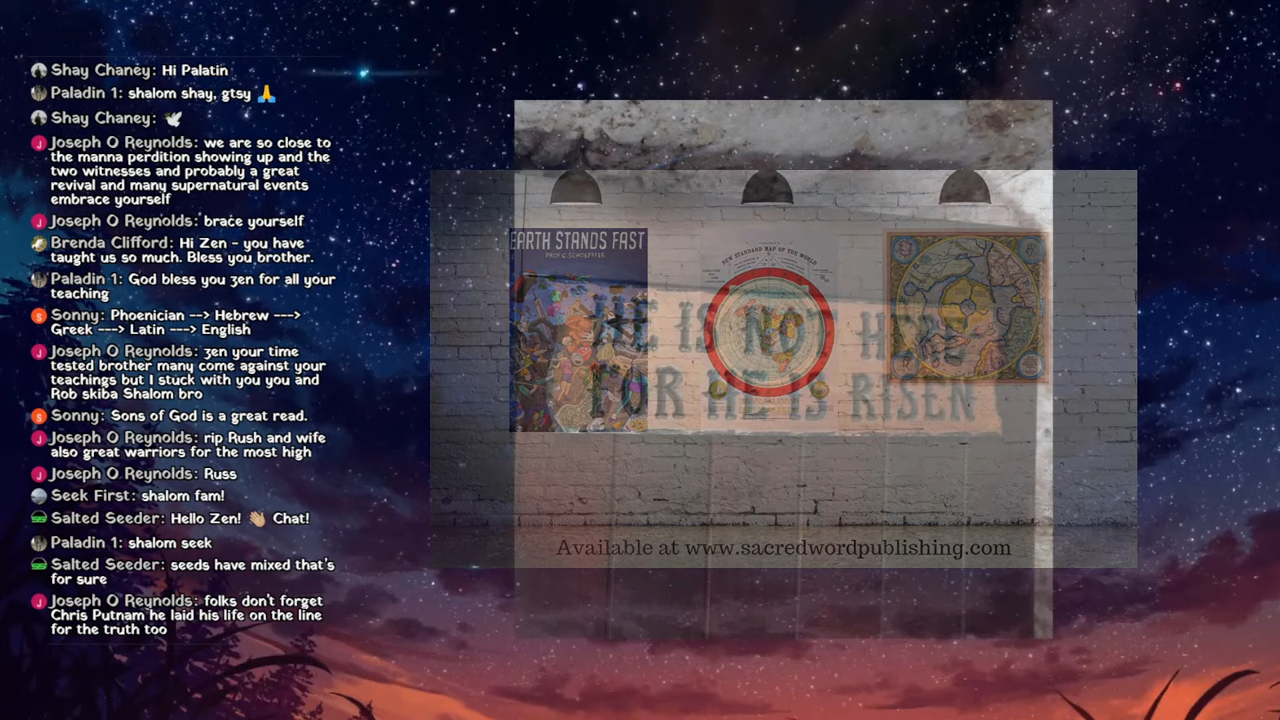 Shay Chaney: Hi Palatin
Paladin 1: shalom shay, gtsy 🙏
Shay Chaney: 🕊
Joseph O Reynolds: we are so close to
the manna perdition showing up and the
two witnesses and probably a great
revival and many supernatural events
embrace yourself
Joseph O Reynolds: brace yourself
Brenda Clifford: Hi Zen - you have
taught us so much. Bless you brother.
Paladin 1: God bless you zen for all your
teaching
Sonny: Phoenician --> Hebrew --->
Greek ---> Latin ---> English
Joseph O Reynolds: zen your time
tested brother many come against your
teachings but I stuck with you you and
Rob skiba Shalom bro
Sonny: Sons of God is a great read.
Joseph O Reynolds: rip Rush and wife
also great warriors for the most high
Joseph O Reynolds: Russ
Seek First: shalom fam!
Salted Seeder: Hello Zen! 👋🏼 Chat!
Paladin 1: shalom seek
Salted Seeder: seeds have mixed that's
for sure
Joseph O Reynolds: folks don't forget
Chris Putnam he laid his life on the line
for the truth too
EARTH STANDS FAST
PROF C. SCHOEPFFER
NEW STANDARD MAP OF THE WORLD
HE IS NOT HERE
FOR HE IS RISEN
Available at www.sacredwordpublishing.com